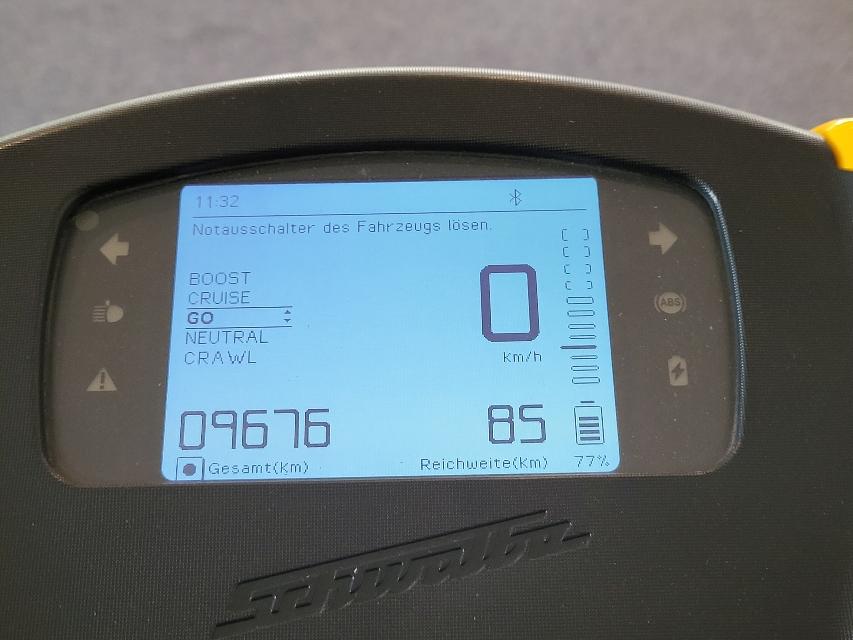 11:32
Notausschalter des Fahrzeugs lösen.
BOOST
CRUISE
GO
NEUTRAL
CRAWL
0
Km/h
ABS
09676
85
Gesamt(Km)
Reichweite(Km)
77%
Schwalbe